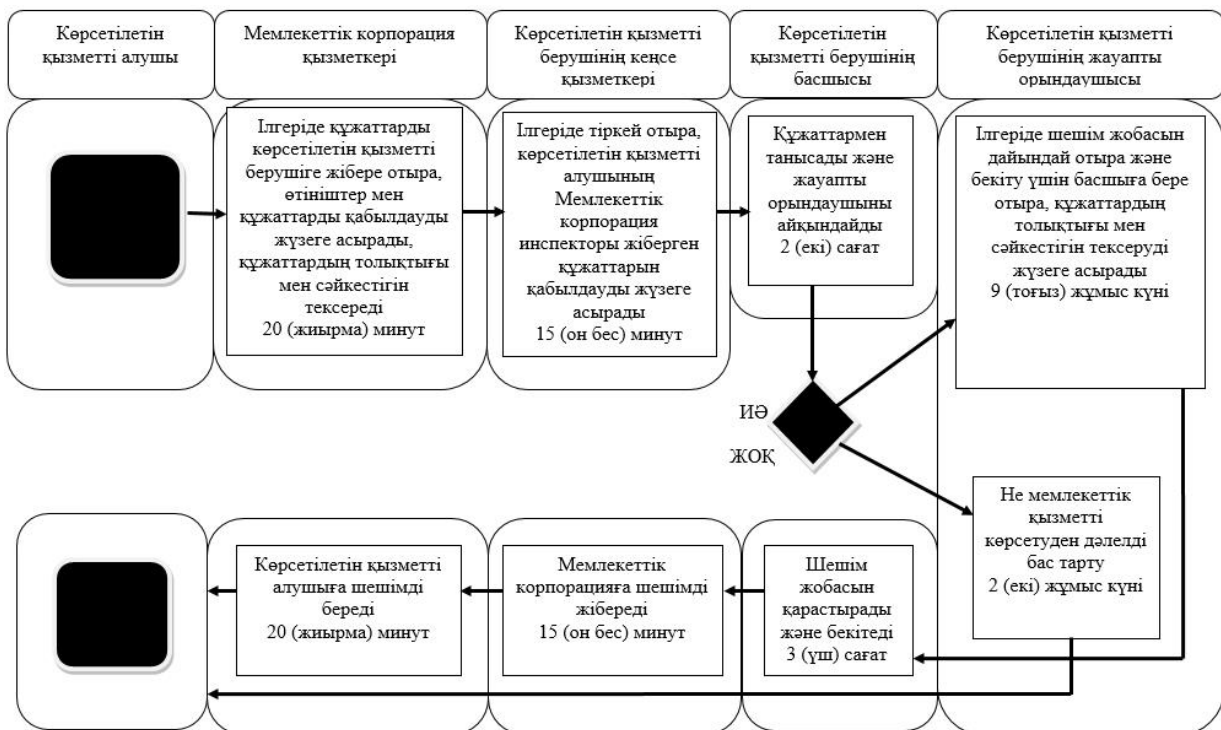 Көрсетілетін
қызметті алушы
Мемлекеттік корпорация
қызметкері
Көрсетілетін қызметті
берушінің кеңсе
қызметкері
Көрсетілетін
қызметті берушінің
басшысы
Көрсетілетін қызметті
берушінің жауапты
орындаушысы
Ілгеріде құжаттарды
көрсетілетін қызметті
берушіге жібере отыра,
өтініштер мен
құжаттарды қабылдауды
жүзеге асырады,
құжаттардың толықтығы
мен сәйкестігін
тексереді
20 (жиырма) минут
Ілгеріде тіркей отыра,
көрсетілетін қызметті
алушының
Мемлекеттік
корпорация
инспекторы жіберген
құжаттарын
қабылдауды жүзеге
асырады
15 (он бес) минут
Құжаттармен
танысады және
жауапты
орындаушыны
айқындайды
2 (екі) сағат
Ілгеріде шешім жобасын
дайындай отыра және
бекіту үшін басшыға бере
отыра, құжаттардың
толықтығы мен
сәйкестігін тексеруді
жүзеге асырады
9 (тоғыз) жұмыс күні
ИӘ
ЖОҚ
Не мемлекеттік
қызметті
көрсетуден дәлелді
бас тарту
2 (екі) жұмыс күні
Көрсетілетін қызметті
алушыға шешімді
береді
20 (жиырма) минут
Мемлекеттік
корпорацияға шешімді
жібереді
15 (он бес) минут
Шешім
жобасын
қарастырады
және бекітеді
3 (үш) сағат